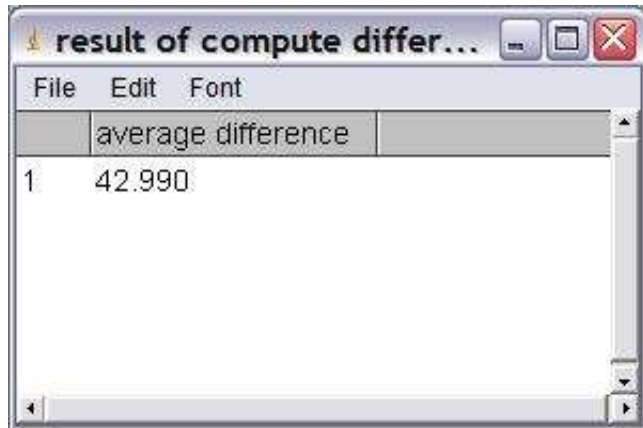 result of compute differ...
File Edit Font
average difference
1 42.990